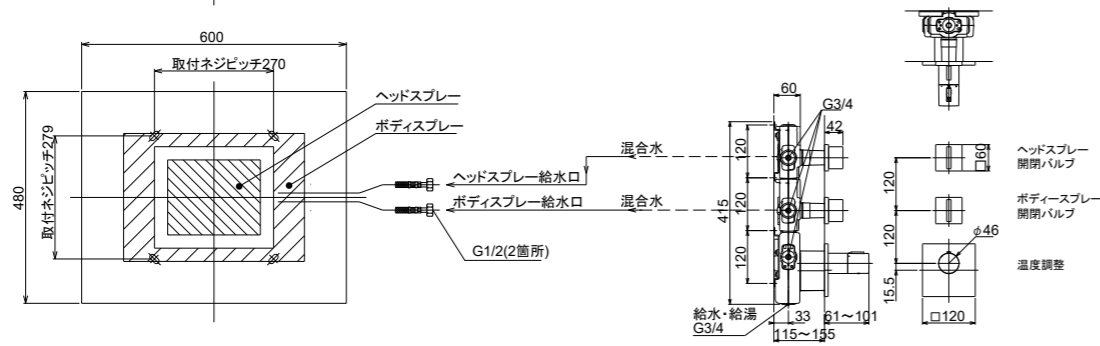 600
取付ネジピッチ270
ヘッドスプレー
ボディスプレー
480
取付ネジピッチ279
ヘッドスプレー給水口
混合水
ボディスプレー給水口
混合水
G1/2(2箇所)
60
G3/4
42
120
120
120
415
給水・給湯
G3/4
33
61～101
115～155
□60
ヘッドスプレー
開閉バルブ
120
ボディースプレー
開閉バルブ
120
φ46
温度調整
15.5
□120